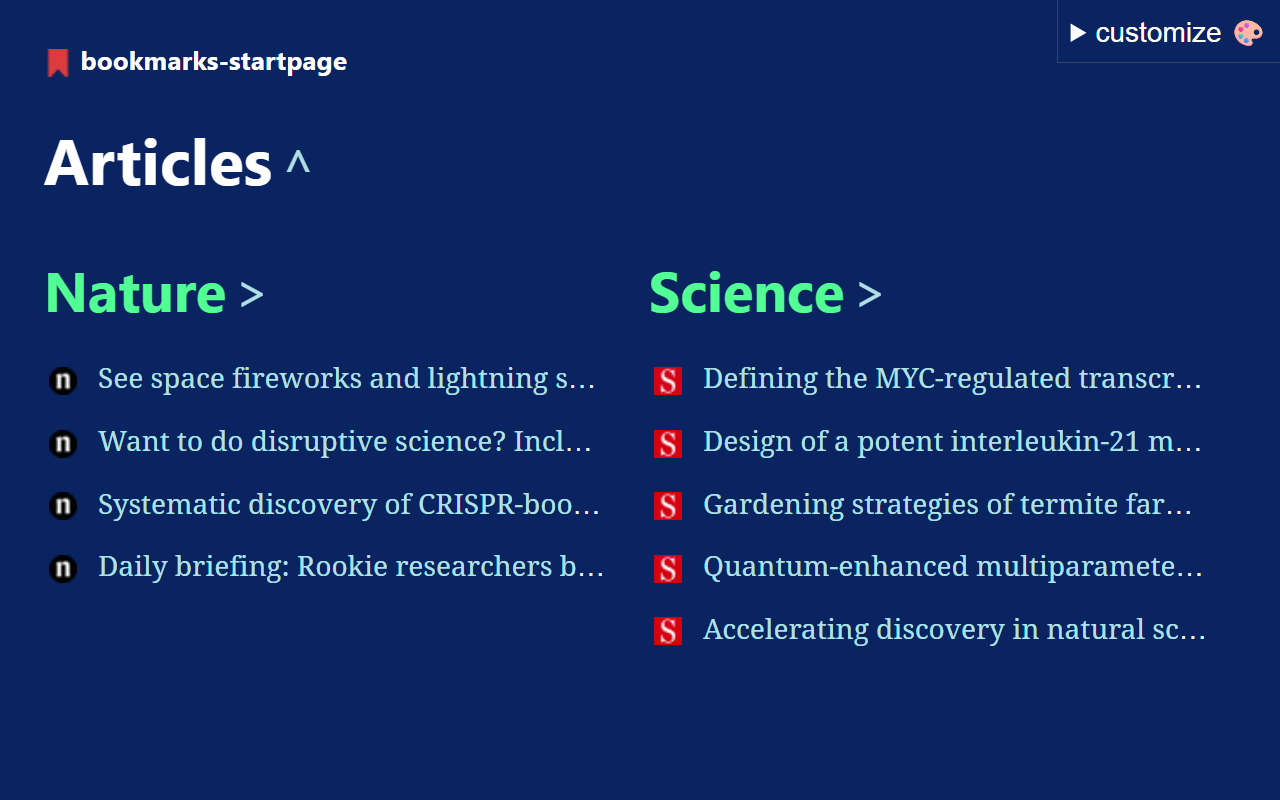 bookmarks-startpage
▶ customize 🎨
Articles ^
Nature >
n See space fireworks and lightning s…
n Want to do disruptive science? Incl…
n Systematic discovery of CRISPR-boo…
n Daily briefing: Rookie researchers b…
Science >
S Defining the MYC-regulated transcr…
S Design of a potent interleukin-21 m…
S Gardening strategies of termite far…
S Quantum-enhanced multiparamete…
S Accelerating discovery in natural sc…